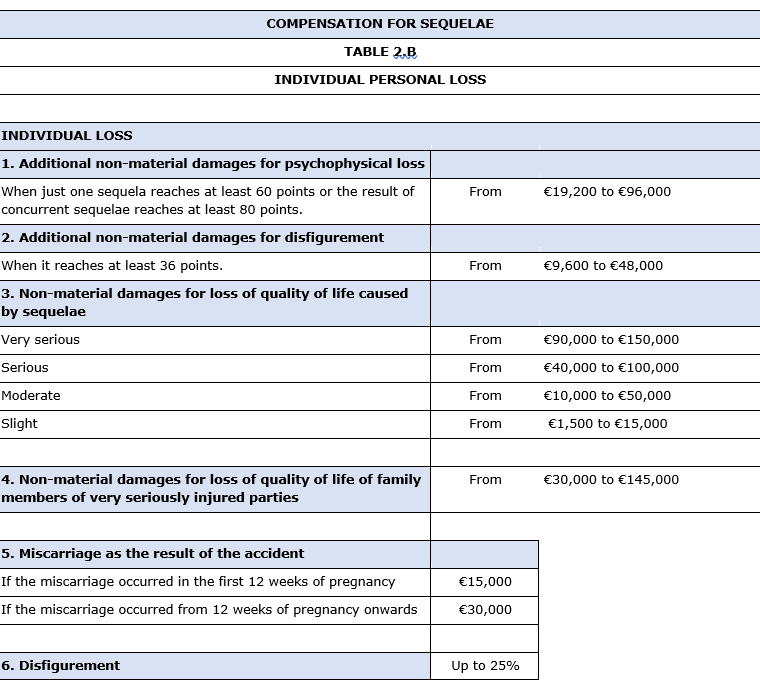 COMPENSATION FOR SEQUELAE
TABLE 2.B
INDIVIDUAL PERSONAL LOSS
INDIVIDUAL LOSS
1. Additional non-material damages for psychophysical loss
When just one sequela reaches at least 60 points or the result of From €19,200 to €96,000
concurrent sequelae reaches at least 80 points.
2. Additional non-material damages for disfigurement
When it reaches at least 36 points. From €9,600 to €48,000
3. Non-material damages for loss of quality of life caused
by sequelae
Very serious From €90,000 to €150,000
Serious From €40,000 to €100,000
Moderate From €10,000 to €50,000
Slight From €1,500 to €15,000
4. Non-material damages for loss of quality of life of family From €30,000 to €145,000
members of very seriously injured parties
5. Miscarriage as the result of the accident
If the miscarriage occurred in the first 12 weeks of pregnancy €15,000
If the miscarriage occurred from 12 weeks of pregnancy onwards €30,000
6. Disfigurement Up to 25%